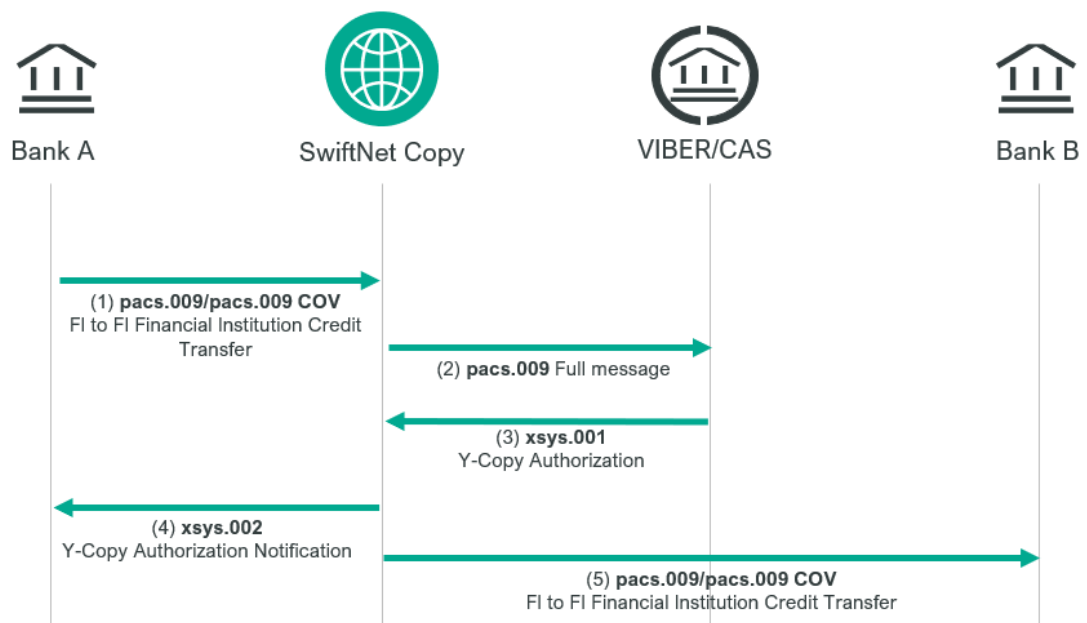 Bank A
SwiftNet Copy
VIBER/CAS
Bank B
(1) pacs.009/pacs.009 COV
FI to FI Financial Institution Credit
Transfer
(2) pacs.009 Full message
(3) xsys.001
Y-Copy Authorization
(4) xsys.002
Y-Copy Authorization Notification
(5) pacs.009/pacs.009 COV
FI to FI Financial Institution Credit Transfer